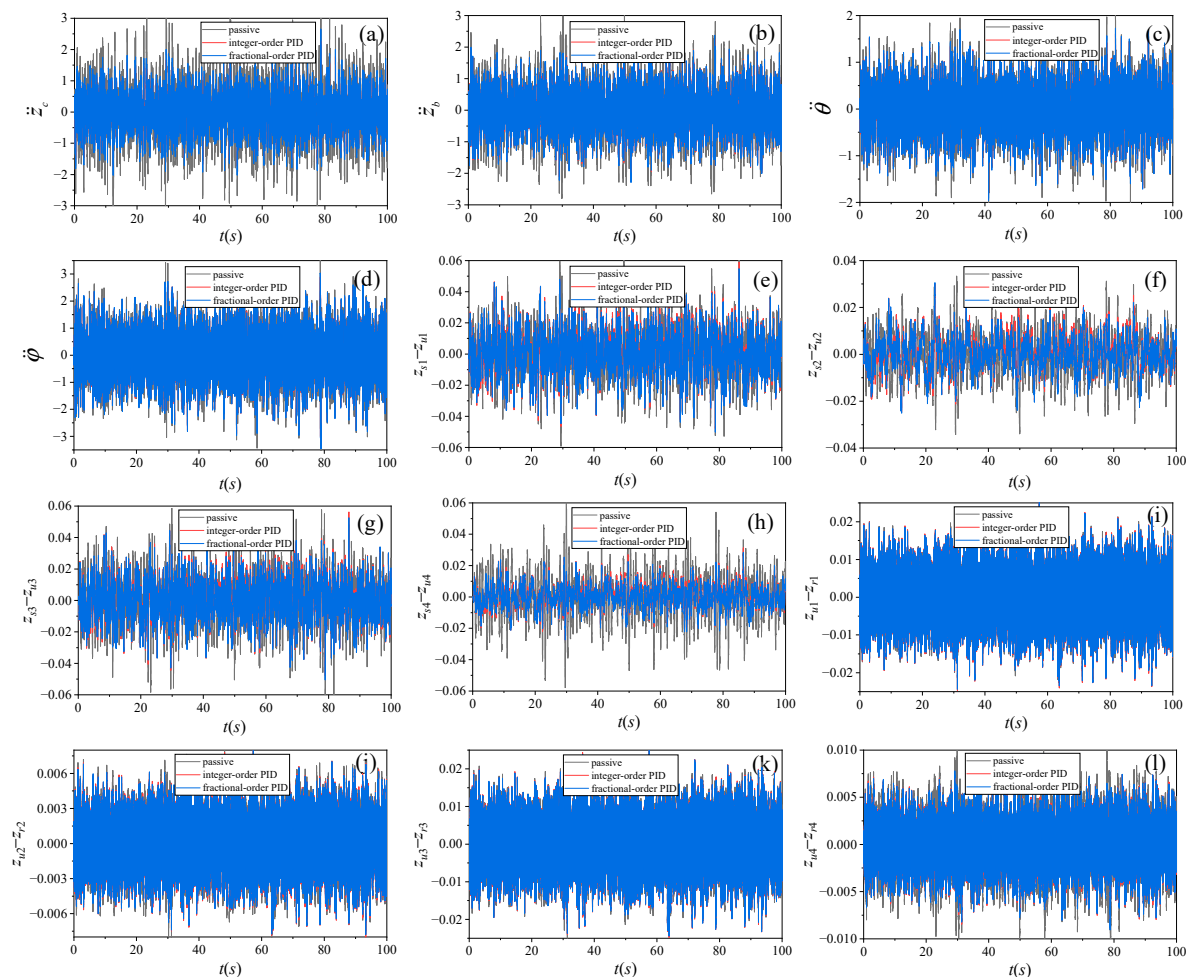 (a)
passive
integer-order PID
fractional-order PID
3
2
1
0
−1
−2
−3
z̈c
0 20 40 60 80 100
t(s)
(b)
passive
integer-order PID
fractional-order PID
3
2
1
0
−1
−2
−3
z̈b
0 20 40 60 80 100
t(s)
(c)
passive
integer-order PID
fractional-order PID
2
1
0
−1
−2
θ̈
0 20 40 60 80 100
t(s)
(d)
passive
integer-order PID
fractional-order PID
3
2
1
0
−1
−2
−3
φ̈
0 20 40 60 80 100
t(s)
(e)
passive
integer-order PID
fractional-order PID
0.06
0.04
0.02
0.00
−0.02
−0.04
−0.06
zs1−zu1
0 20 40 60 80 100
t(s)
(f)
passive
integer-order PID
fractional-order PID
0.04
0.02
0.00
−0.02
−0.04
zs2−zu2
0 20 40 60 80 100
t(s)
(g)
passive
integer-order PID
fractional-order PID
0.06
0.04
0.02
0.00
−0.02
−0.04
−0.06
zs3−zu3
0 20 40 60 80 100
t(s)
(h)
passive
integer-order PID
fractional-order PID
0.06
0.04
0.02
0.00
−0.02
−0.04
−0.06
zs4−zu4
0 20 40 60 80 100
t(s)
(i)
passive
integer-order PID
fractional-order PID
0.02
0.01
0.00
−0.01
−0.02
zu1−zr1
0 20 40 60 80 100
t(s)
(j)
passive
integer-order PID
fractional-order PID
0.006
0.003
0.000
−0.003
−0.006
zu2−zr2
0 20 40 60 80 100
t(s)
(k)
passive
integer-order PID
fractional-order PID
0.02
0.01
0.00
−0.01
−0.02
zu3−zr3
0 20 40 60 80 100
t(s)
(l)
passive
integer-order PID
fractional-order PID
0.010
0.005
0.000
−0.005
−0.010
zu4−zr4
0 20 40 60 80 100
t(s)